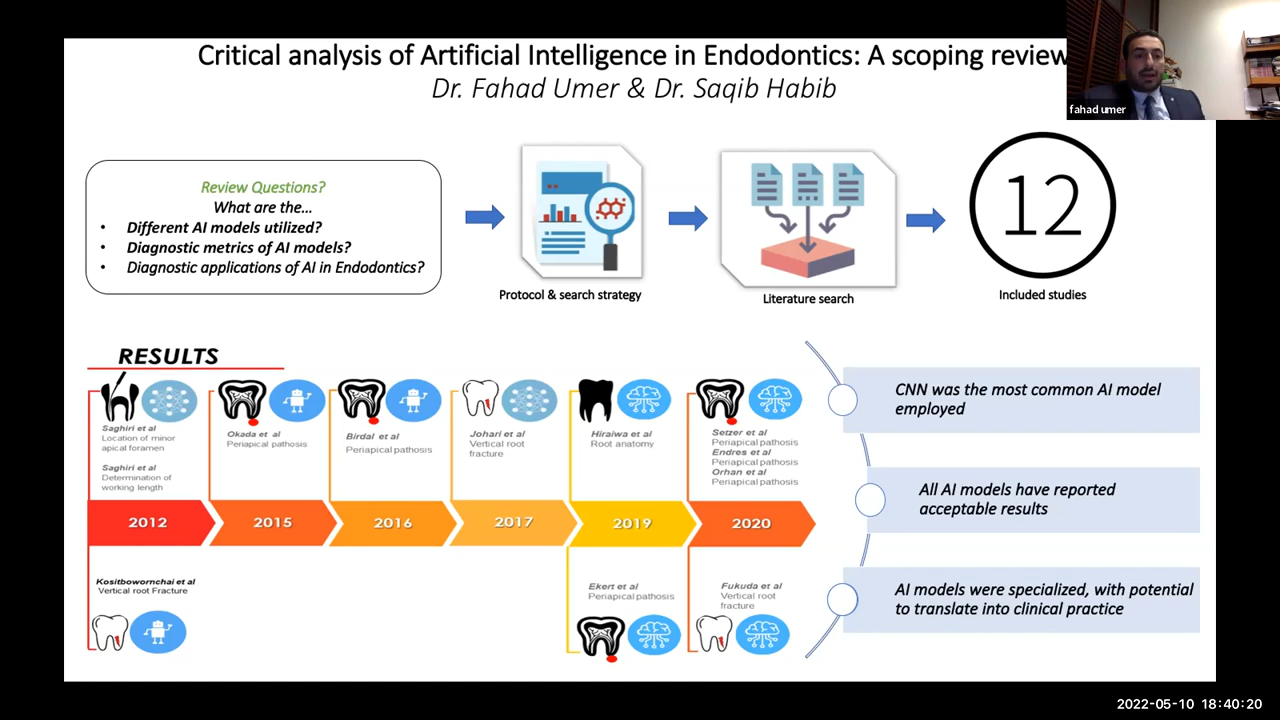 Critical analysis of Artificial Intelligence in Endodontics: A scoping review
Dr. Fahad Umer & Dr. Saqib Habib
fahad umer
Review Questions?
What are the...
• Different AI models utilized?
• Diagnostic metrics of AI models?
• Diagnostic applications of AI in Endodontics?
Protocol & search strategy
Literature search
12
Included studies
RESULTS
Saghiri et al
Location of minor
apical foramen
Saghiri et al
Determination of
working length
Okada et al
Periapical pathosis
Birdal et al
Periapical pathosis
Johari et al
Vertical root
fracture
Hiraiwa et al
Root anatomy
Setzer et al
Periapical pathosis
Endres et al
Periapical pathosis
Orhan et al
Periapical pathosis
2012
2015
2016
2017
2019
2020
Kositbowornchai et al
Vertical root Fracture
Ekert et al
Periapical pathosis
Fukuda et al
Vertical root
fracture
CNN was the most common AI model
employed
All AI models have reported
acceptable results
AI models were specialized, with potential
to translate into clinical practice
2022-05-10 18:40:20